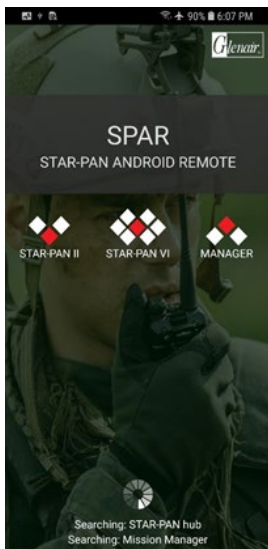 90% 6:07 PM
Glenair
SPAR
STAR-PAN ANDROID REMOTE
STAR-PAN II STAR-PAN VI MANAGER
Searching: STAR-PAN hub
Searching: Mission Manager